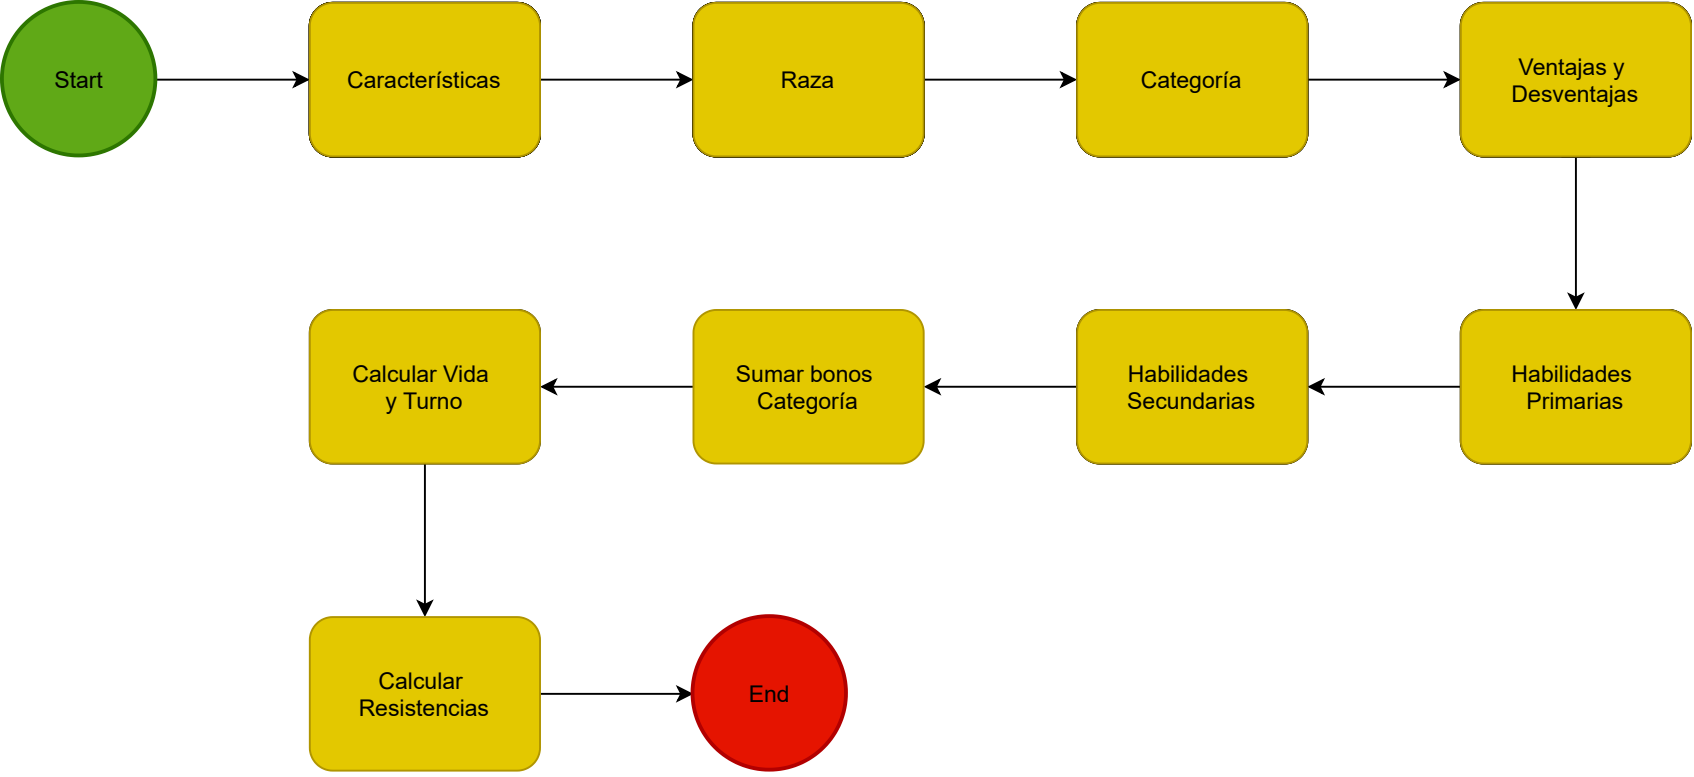 Start
Características
Raza
Categoría
Ventajas y
Desventajas
Habilidades
Primarias
Habilidades
Secundarias
Sumar bonos
Categoría
Calcular Vida
y Turno
Calcular
Resistencias
End